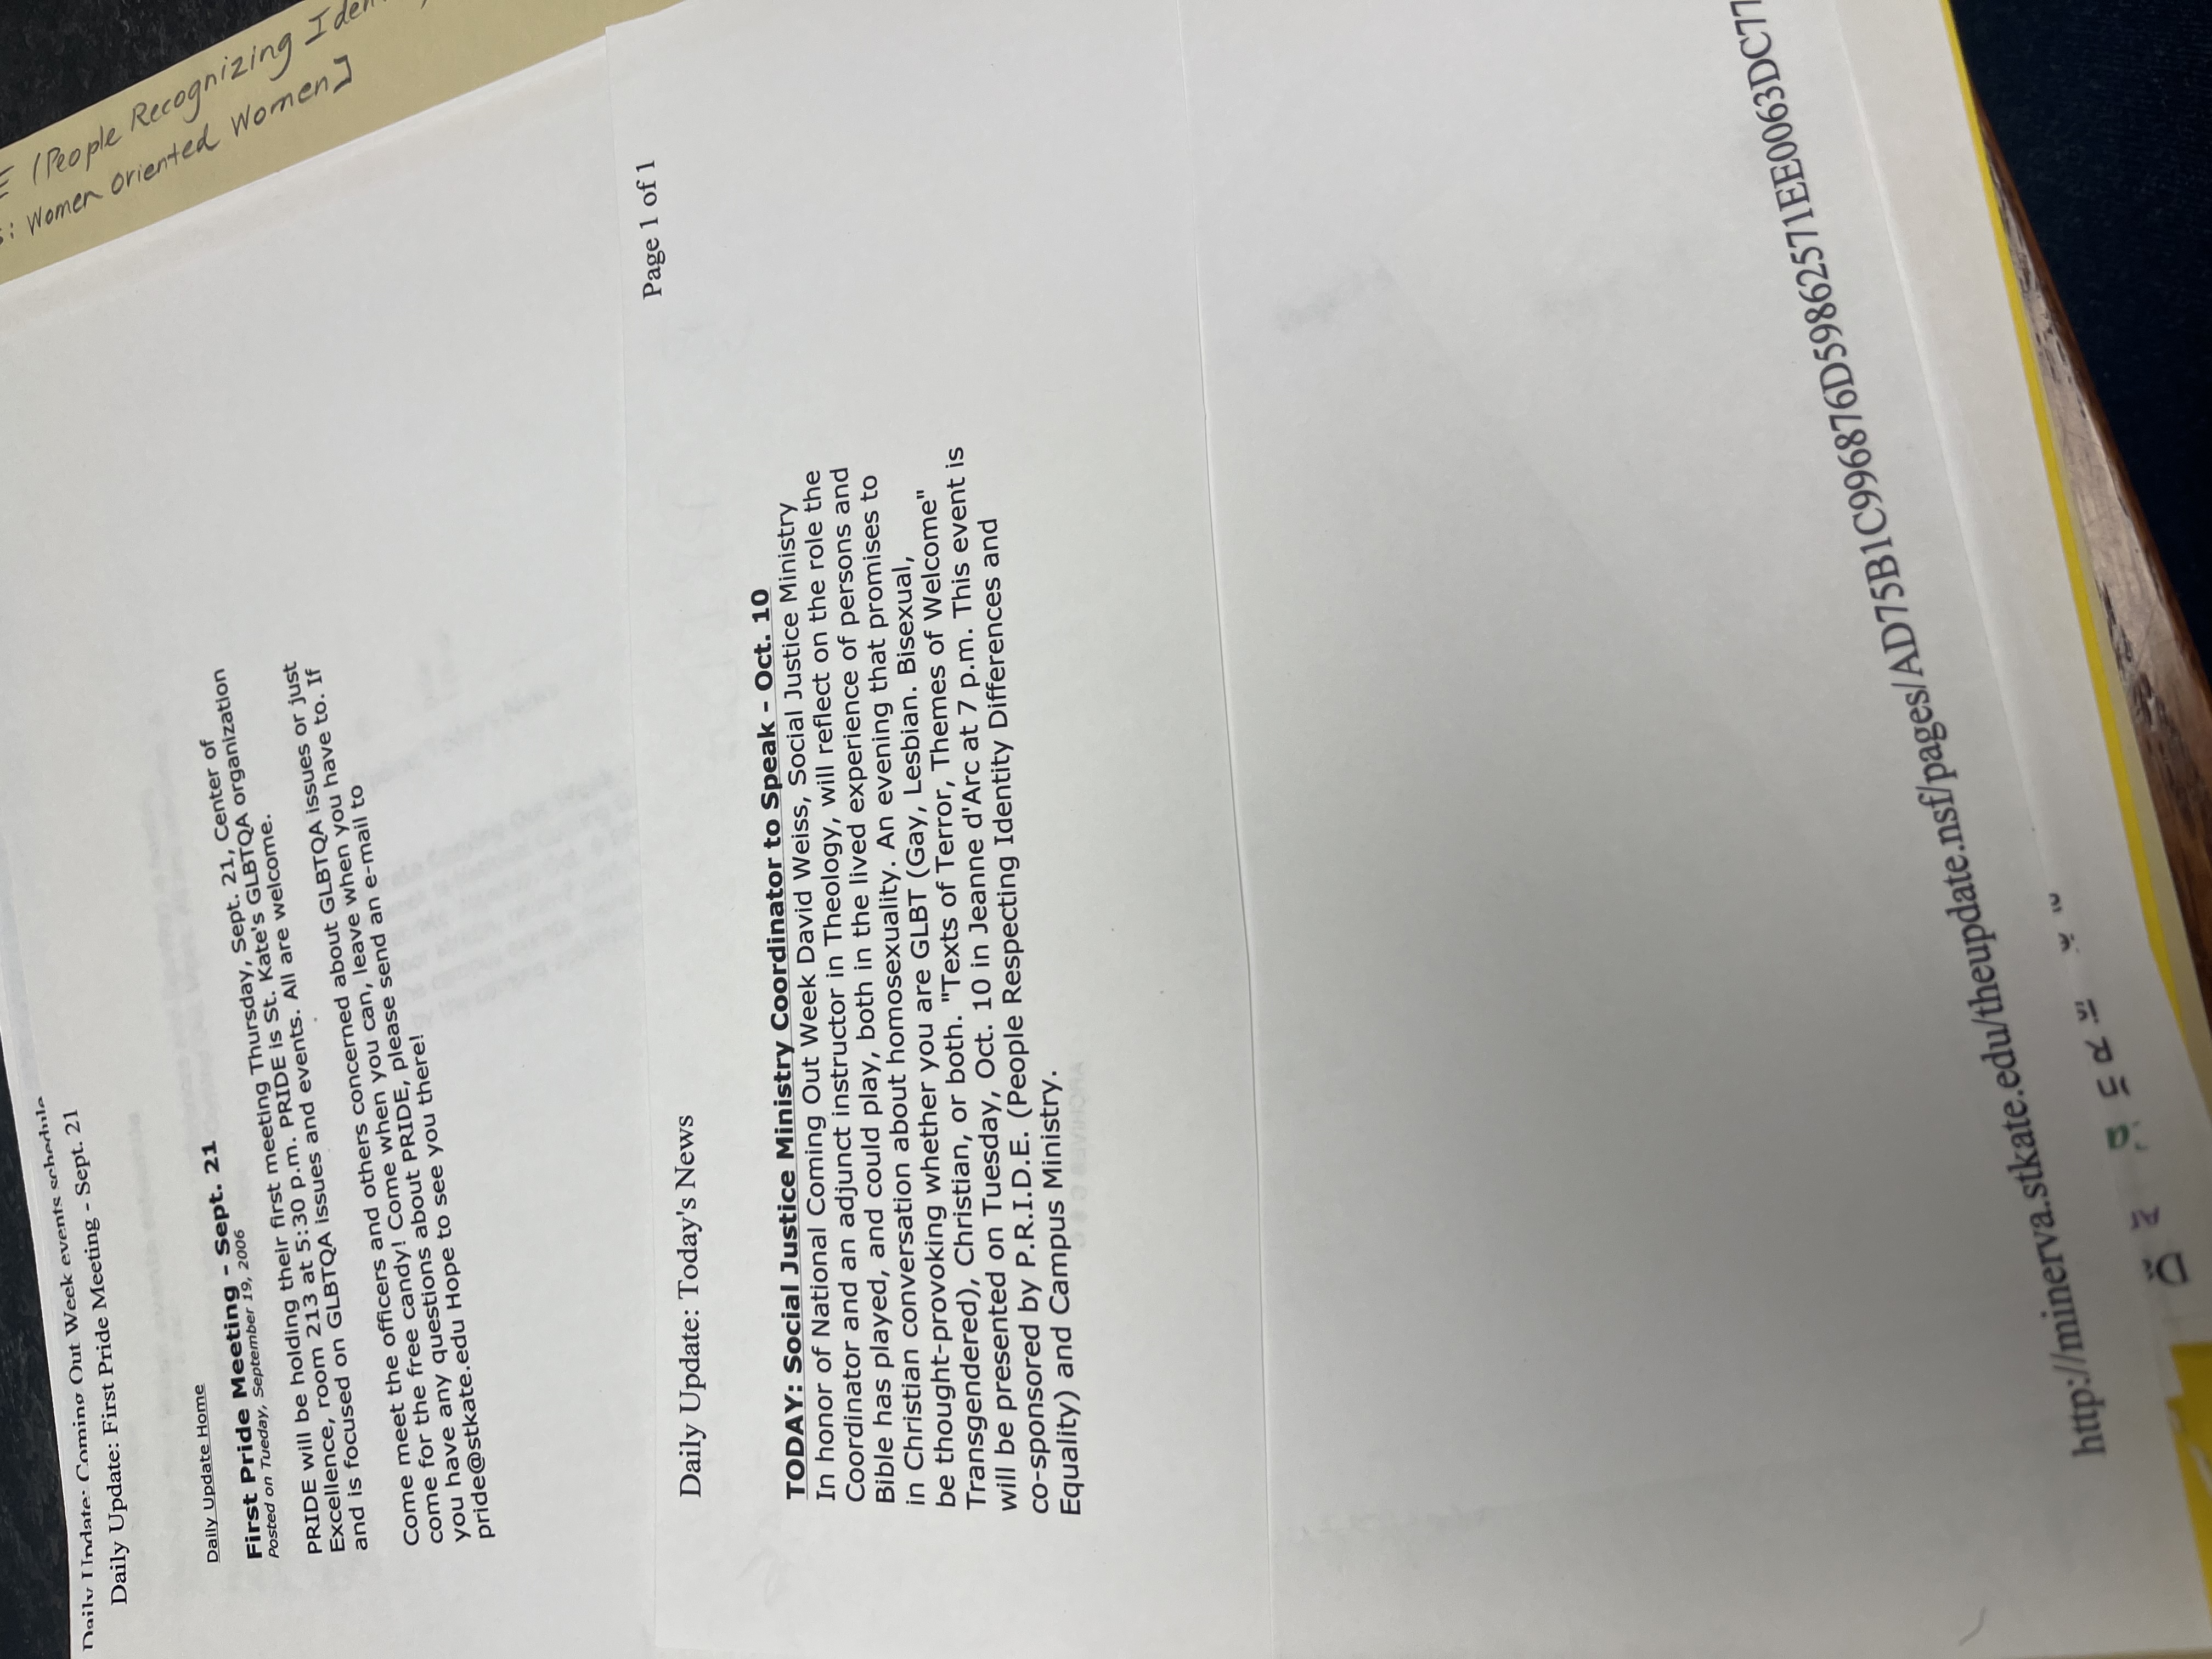 Daily Update: Coming Out Week events schedule
Daily Update: First Pride Meeting - Sept. 21
Daily Update Home
First Pride Meeting - Sept. 21
Posted on Tueday, September 19, 2006
PRIDE will be holding their first meeting Thursday, Sept. 21, Center of
Excellence, room 213 at 5:30 p.m. PRIDE is St. Kate's GLBTQA organization
and is focused on GLBTQA issues and events. All are welcome.
Come meet the officers and others concerned about GLBTQA issues or just
come for the free candy! Come when you can, leave when you have to. If
you have any questions about PRIDE, please send an e-mail to
pride@stkate.edu Hope to see you there!
(People Recognizing
Women oriented Women]
Daily Update: Today's News
Page 1 of 1
TODAY: Social Justice Ministry Coordinator to Speak - Oct. 10
In honor of National Coming Out Week David Weiss, Social Justice Ministry
Coordinator and an adjunct instructor in Theology, will reflect on the role the
Bible has played, and could play, both in the lived experience of persons and
in Christian conversation about homosexuality. An evening that promises to
be thought-provoking whether you are GLBT (Gay, Lesbian. Bisexual,
Transgendered), Christian, or both. "Texts of Terror, Themes of Welcome"
will be presented on Tuesday, Oct. 10 in Jeanne d'Arc at 7 p.m. This event is
co-sponsored by P.R.I.D.E. (People Respecting Identity Differences and
Equality) and Campus Ministry.
http://minerva.stkate.edu/theupdate.nsf/pages/AD75B1C996876D59862571EE0063DC77